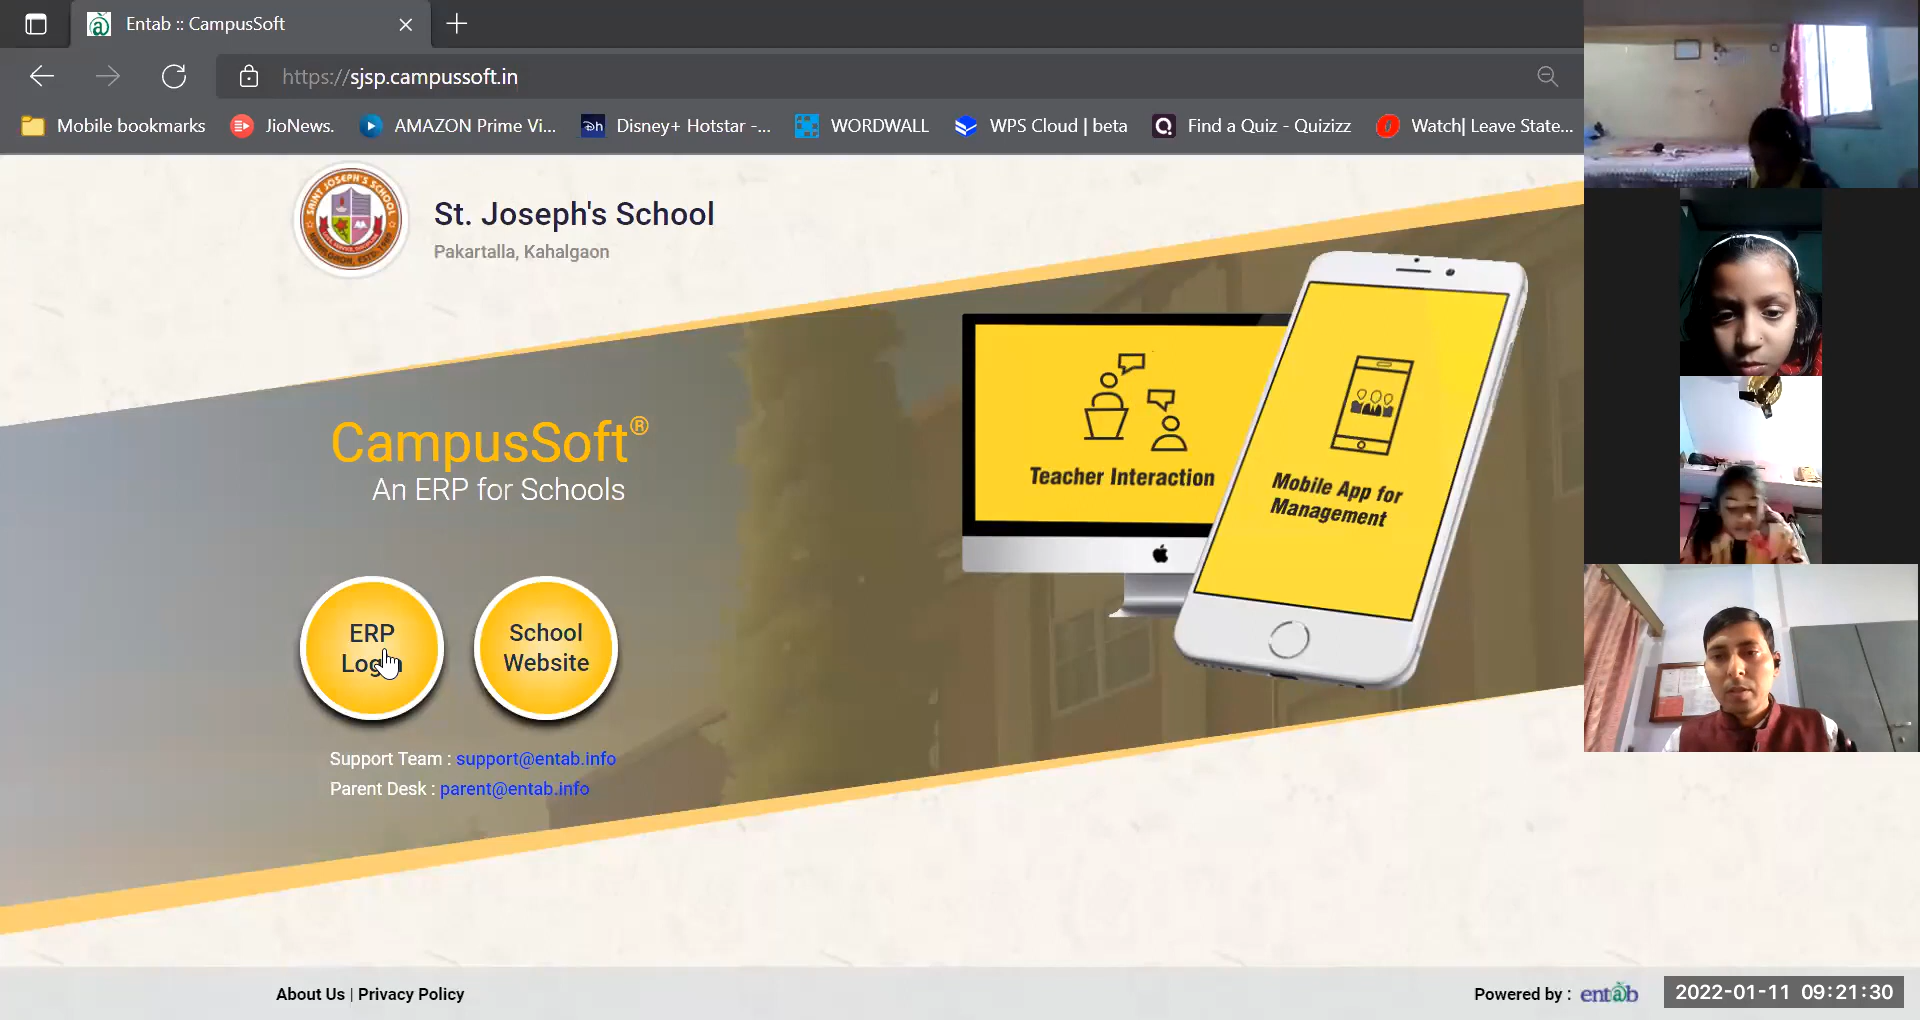 Entab :: CampusSoft
https://sjsp.campussoft.in
Mobile bookmarks JioNews. AMAZON Prime Vi... Disney+ Hotstar -... WORDWALL WPS Cloud | beta Find a Quiz - Quizizz Watch| Leave State...
SAINT JOSEPH'S SCHOOL
St. Joseph's School
Pakartalla, Kahalgaon
CampusSoft®
An ERP for Schools
Teacher Interaction
Mobile App for
Management
ERP
School
Website
Support Team : support@entab.info
Parent Desk : parent@entab.info
About Us | Privacy Policy
Powered by : entab
2022-01-11 09:21:30